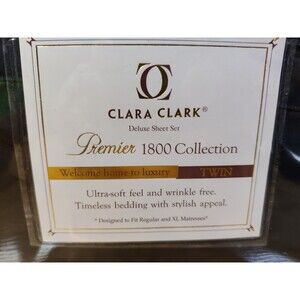 CLARA CLARK®
Deluxe Sheet Set
Premier 1800 Collection
Welcome home to luxury TWIN
Ultra-soft feel and wrinkle free.
Timeless bedding with stylish appeal.
* Designed to Fit Regular and XL Mattresses*